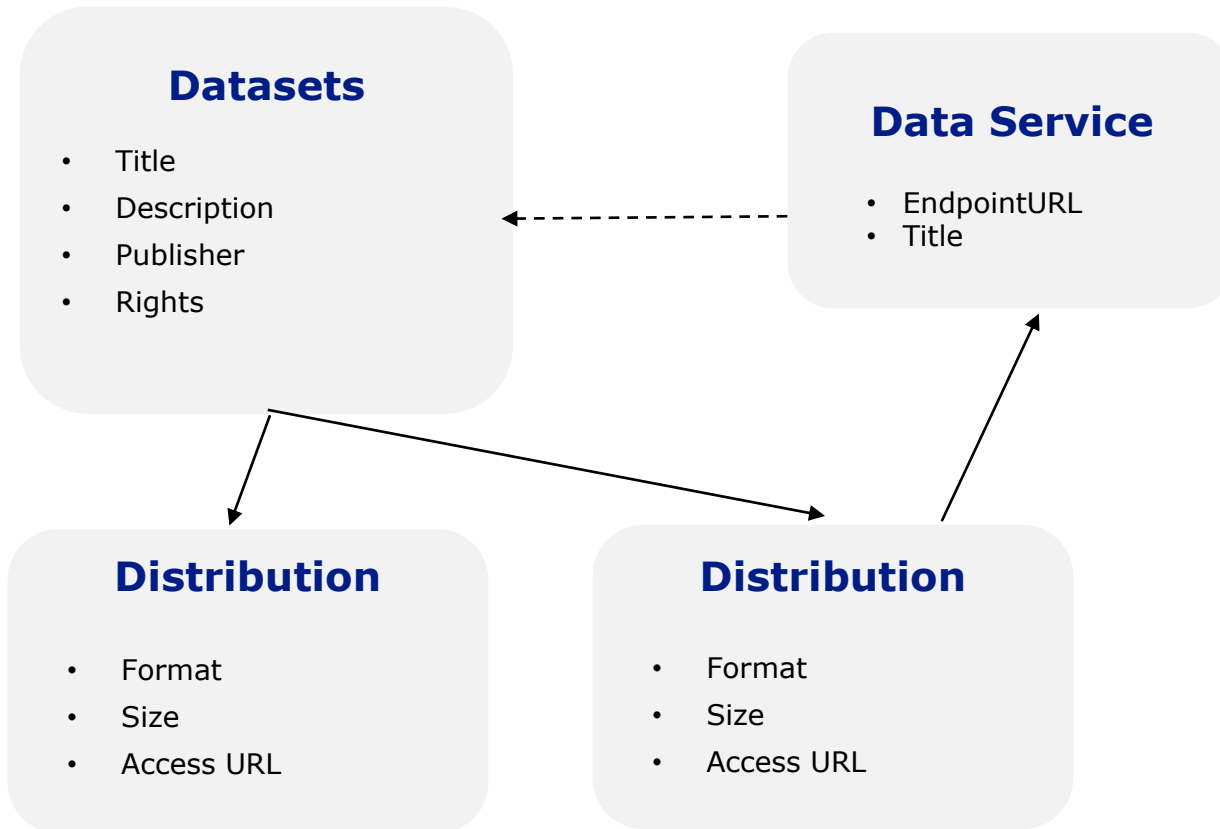 Datasets
• Title
• Description
• Publisher
• Rights
Data Service
• EndpointURL
• Title
Distribution
• Format
• Size
• Access URL
Distribution
• Format
• Size
• Access URL